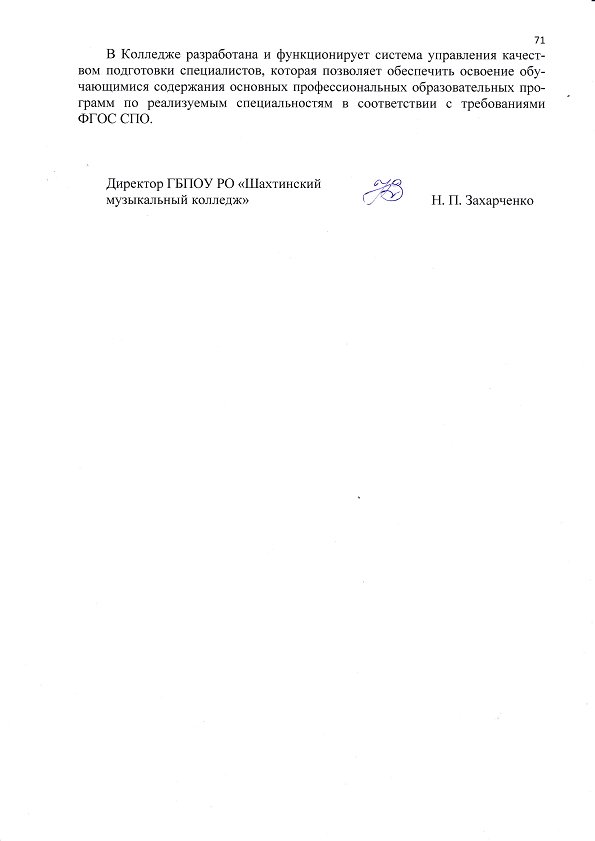 71
В Колледже разработана и функционирует система управления качест-
вом подготовки специалистов, которая позволяет обеспечить освоение обу-
чающимися содержания основных профессиональных образовательных про-
грамм по реализуемым специальностям в соответствии с требованиями
ФГОС СПО.
Директор ГБПОУ РО «Шахтинский
музыкальный колледж»
Н. П. Захарченко